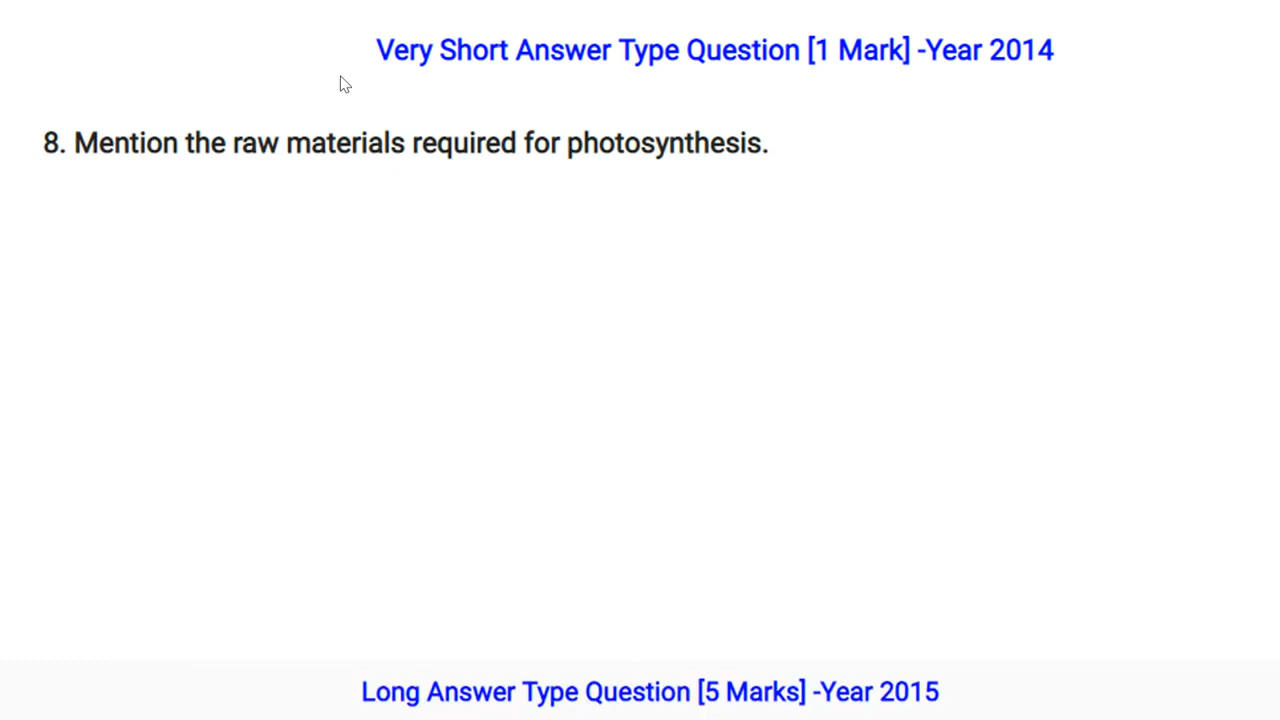 Very Short Answer Type Question [1 Mark] -Year 2014
8. Mention the raw materials required for photosynthesis.
Long Answer Type Question [5 Marks] -Year 2015